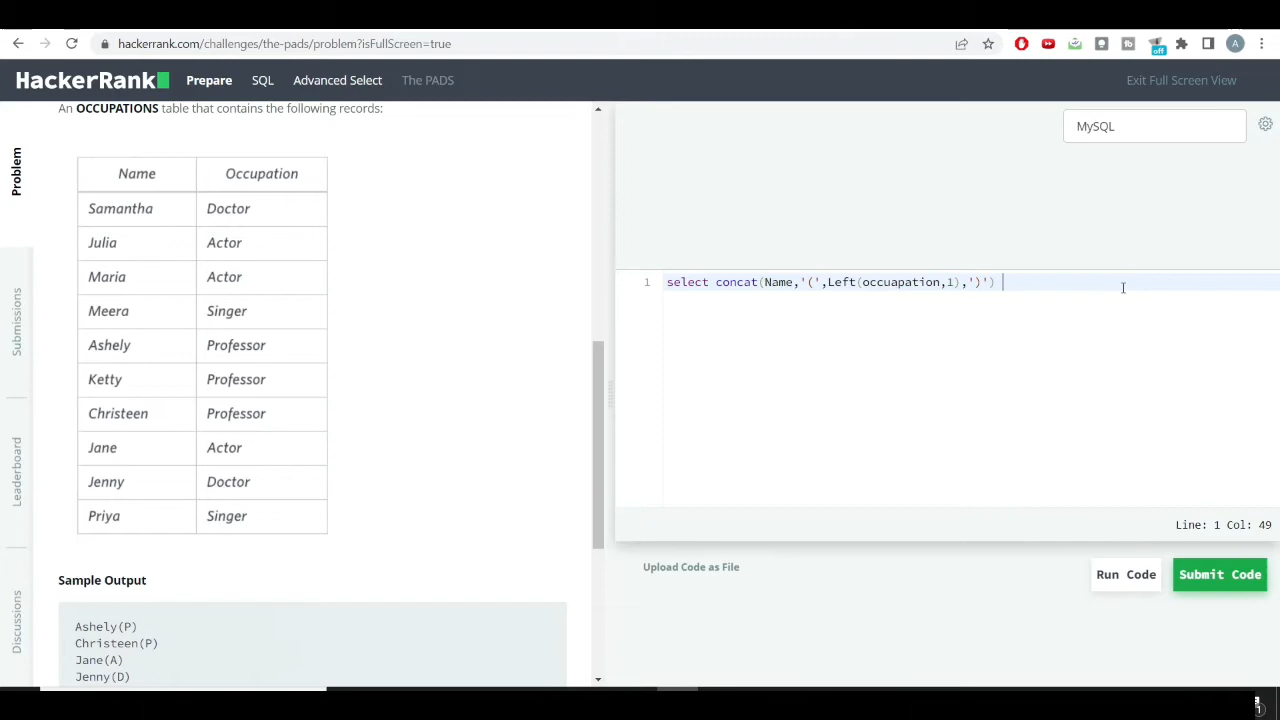 hackerrank.com/challenges/the-pads/problem?isFullScreen=true
off
A
HackerRank
Prepare
SQL
Advanced Select
The PADS
Exit Full Screen View
Problem
Submissions
Leaderboard
Discussions
An OCCUPATIONS table that contains the following records:
Name Occupation
Samantha Doctor
Julia Actor
Maria Actor
Meera Singer
Ashely Professor
Ketty Professor
Christeen Professor
Jane Actor
Jenny Doctor
Priya Singer
Sample Output
Ashely(P)
Christeen(P)
Jane(A)
Jenny(D)
MySQL
1 select concat(Name,'(',Left(occuapation,1),')')
Line: 1 Col: 49
Upload Code as File
Run Code
Submit Code